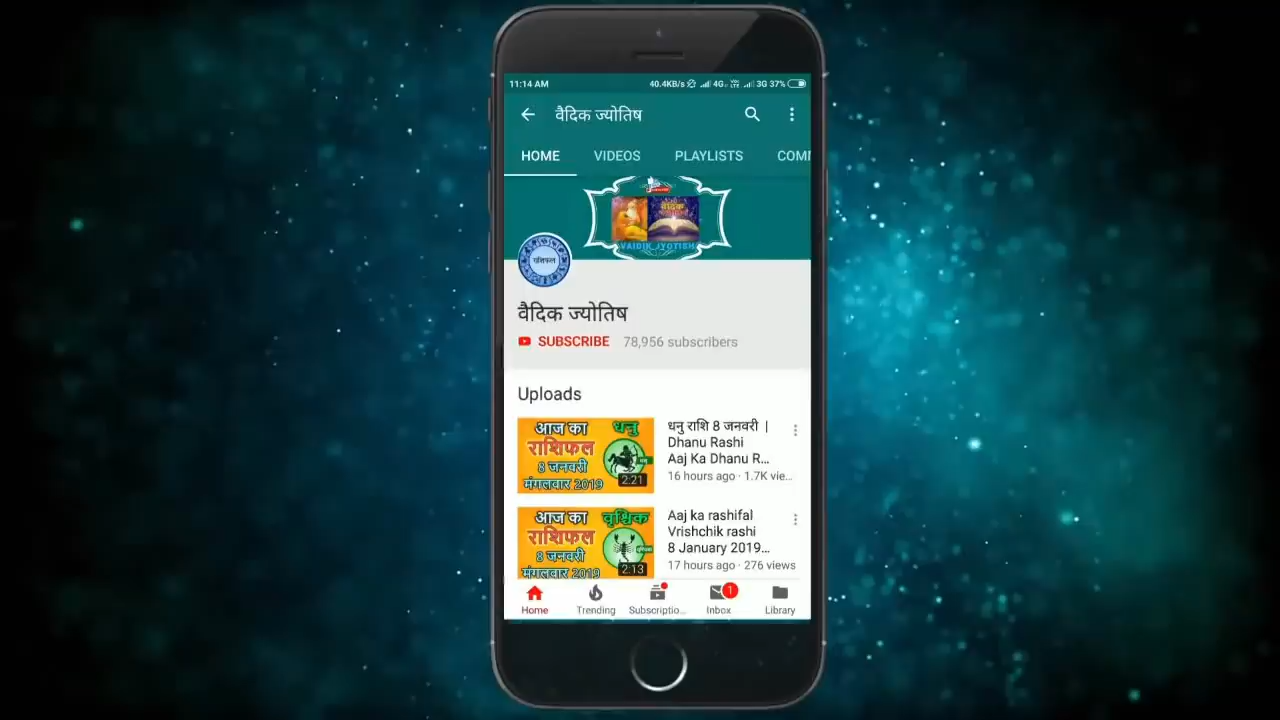 11:14 AM
40.4KB/s 4G 3G 37%
वैदिक ज्योतिष
HOME VIDEOS PLAYLISTS COM
वैदिक
VAIDIK JYOTISH
राशिफल
वैदिक ज्योतिष
SUBSCRIBE 78,956 subscribers
Uploads
आज का धनु
राशिफल
8 जनवरी
मंगलवार 2019
2:21
धनु राशि 8 जनवरी |
Dhanu Rashi
Aaj Ka Dhanu R...
16 hours ago · 1.7K vie...
आज का वृश्चिक
राशिफल
8 जनवरी
मंगलवार 2019
2:13
Aaj ka rashifal
Vrishchik rashi
8 January 2019...
17 hours ago · 276 views
1
Home Trending Subscriptio... Inbox Library